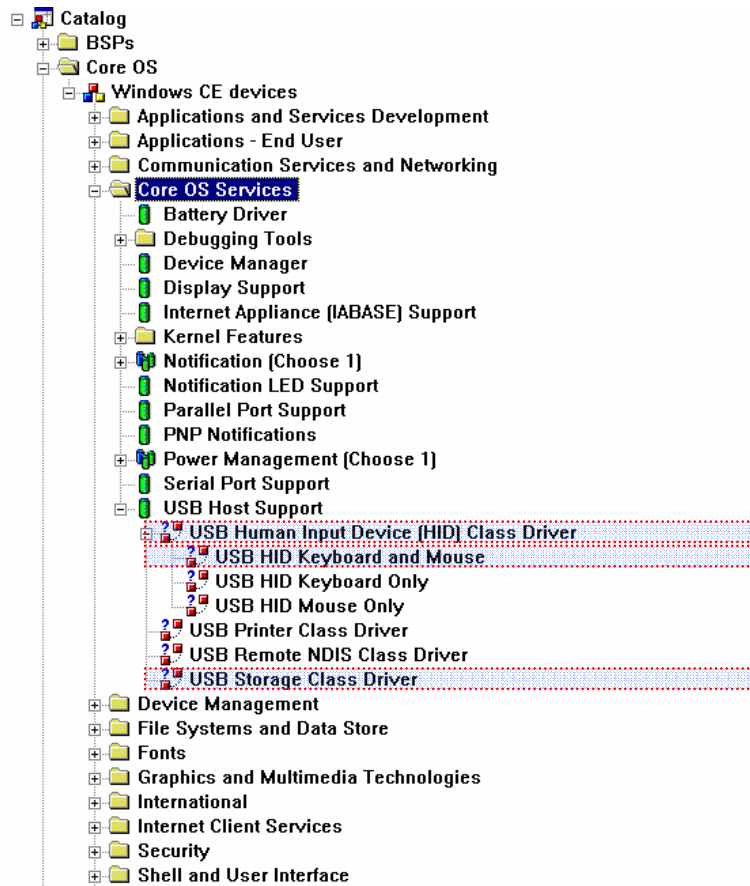 Catalog
BSPs
Core OS
Windows CE devices
Applications and Services Development
Applications - End User
Communication Services and Networking
Core OS Services
Battery Driver
Debugging Tools
Device Manager
Display Support
Internet Appliance (IABASE) Support
Kernel Features
Notification (Choose 1)
Notification LED Support
Parallel Port Support
PNP Notifications
Power Management (Choose 1)
Serial Port Support
USB Host Support
USB Human Input Device (HID) Class Driver
USB HID Keyboard and Mouse
USB HID Keyboard Only
USB HID Mouse Only
USB Printer Class Driver
USB Remote NDIS Class Driver
USB Storage Class Driver
Device Management
File Systems and Data Store
Fonts
Graphics and Multimedia Technologies
International
Internet Client Services
Security
Shell and User Interface